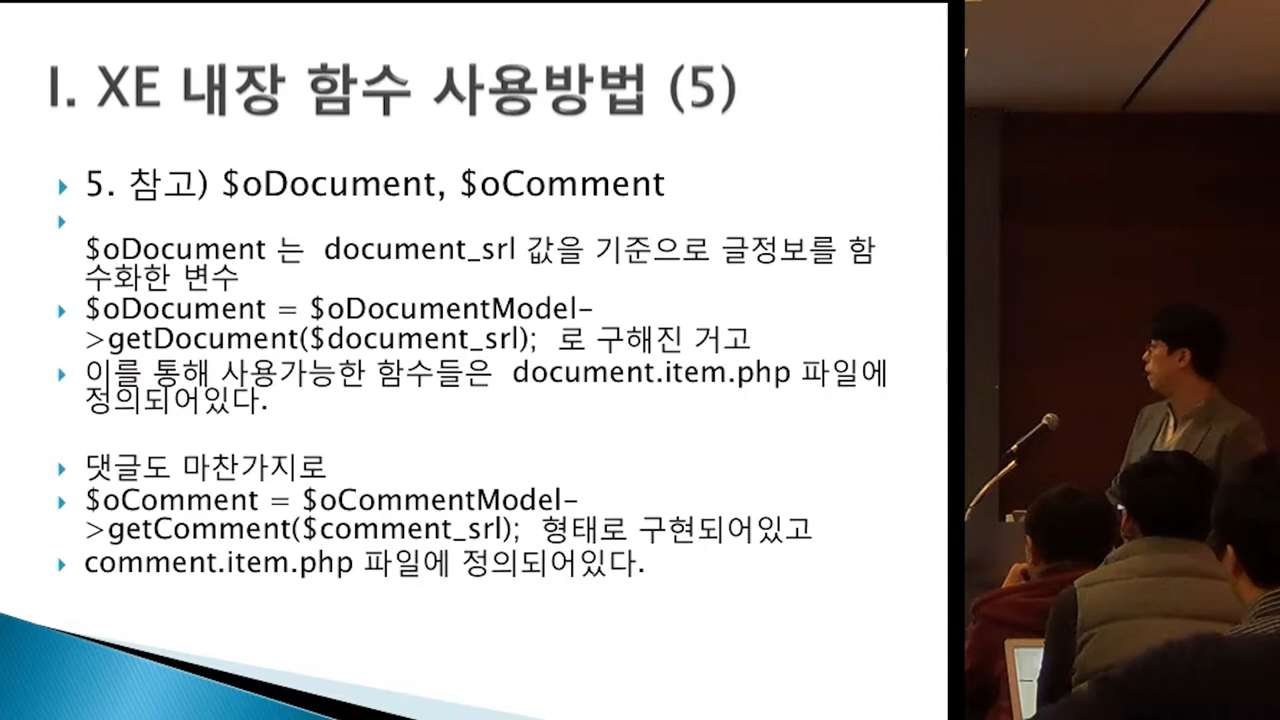 I. XE 내장 함수 사용방법 (5)
5. 참고) $oDocument, $oComment
$oDocument 는 document_srl 값을 기준으로 글정보를 함
수화한 변수
$oDocument = $oDocumentModel-
>getDocument($document_srl); 로 구해진 거고
이를 통해 사용가능한 함수들은 document.item.php 파일에
정의되어있다.
댓글도 마찬가지로
$oComment = $oCommentModel-
>getComment($comment_srl); 형태로 구현되어있고
comment.item.php 파일에 정의되어있다.